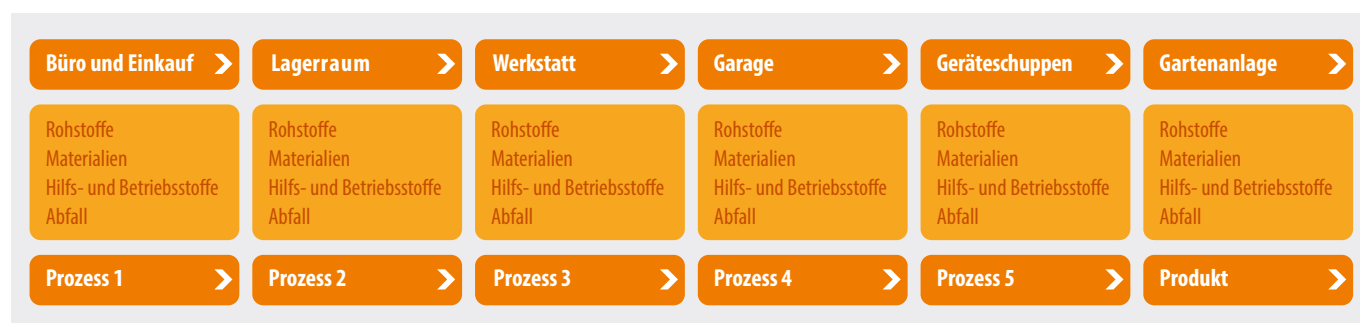 Büro und Einkauf
Lagerraum
Werkstatt
Garage
Geräteschuppen
Gartenanlage
Rohstoffe
Materialien
Hilfs- und Betriebsstoffe
Abfall
Rohstoffe
Materialien
Hilfs- und Betriebsstoffe
Abfall
Rohstoffe
Materialien
Hilfs- und Betriebsstoffe
Abfall
Rohstoffe
Materialien
Hilfs- und Betriebsstoffe
Abfall
Rohstoffe
Materialien
Hilfs- und Betriebsstoffe
Abfall
Rohstoffe
Materialien
Hilfs- und Betriebsstoffe
Abfall
Prozess 1
Prozess 2
Prozess 3
Prozess 4
Prozess 5
Produkt